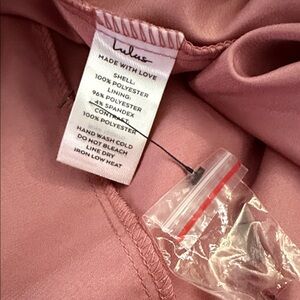 Lulus
MADE WITH LOVE
SHELL:
100% POLYESTER
LINING:
96% POLYESTER
4% SPANDEX
CONTRAST:
100% POLYESTER
HAND WASH COLD
DO NOT BLEACH
LINE DRY
IRON LOW HEAT